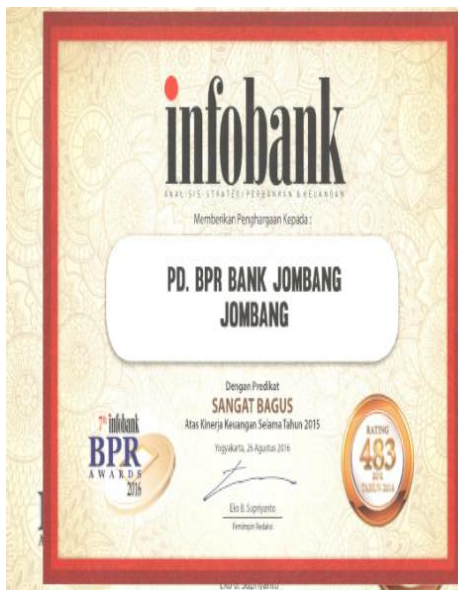 infobank
ANALISIS STRATEGI PERBANKAN & KEUANGAN
Memberikan Penghargaan Kepada :
PD. BPR BANK JOMBANG
JOMBANG
Dengan Predikat
SANGAT BAGUS
Atas Kinerja Keuangan Selama Tahun 2015
Yogyakarta, 26 Agustus 2016
Eko B. Supriyanto
Pemimpin Redaksi
7th infobank
BPR
AWARDS
2016
RATING
483
BPR
TAHUN 2016
Eko B. Supriyanto